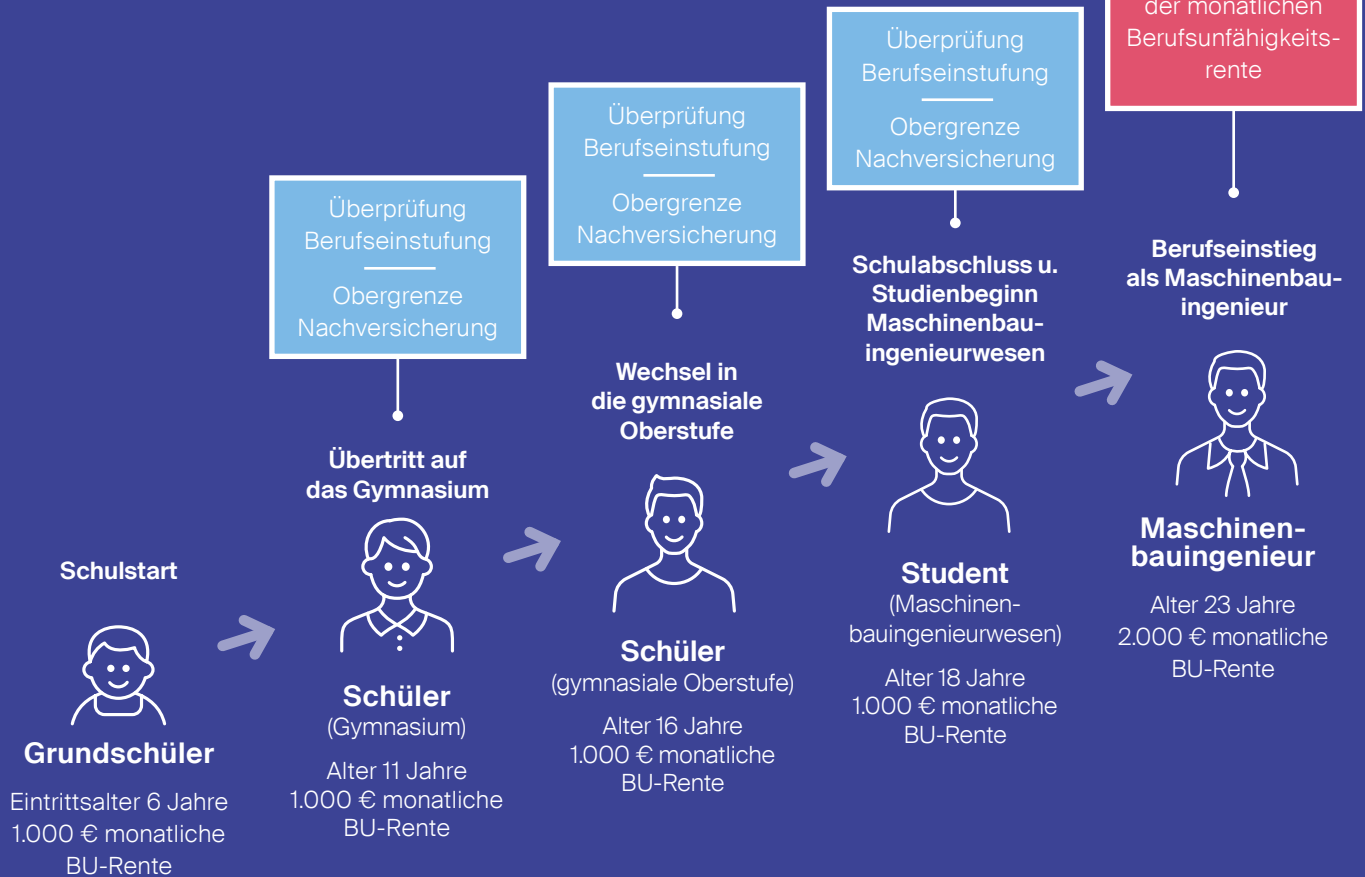 Schulstart
Grundschüler
Eintrittsalter 6 Jahre
1.000 € monatliche
BU-Rente
Überprüfung
Berufseinstufung
Obergrenze
Nachversicherung
Übertritt auf
das Gymnasium
Schüler
(Gymnasium)
Alter 11 Jahre
1.000 € monatliche
BU-Rente
Überprüfung
Berufseinstufung
Obergrenze
Nachversicherung
Wechsel in
die gymnasiale
Oberstufe
Schüler
(gymnasiale Oberstufe)
Alter 16 Jahre
1.000 € monatliche
BU-Rente
Überprüfung
Berufseinstufung
Obergrenze
Nachversicherung
Schulabschluss u.
Studienbeginn
Maschinenbau-
ingenieurwesen
Student
(Maschinen-
bauingenieurwesen)
Alter 18 Jahre
1.000 € monatliche
BU-Rente
der monatlichen
Berufsunfähigkeits-
rente
Berufseinstieg
als Maschinenbau-
ingenieur
Maschinen-
bauingenieur
Alter 23 Jahre
2.000 € monatliche
BU-Rente